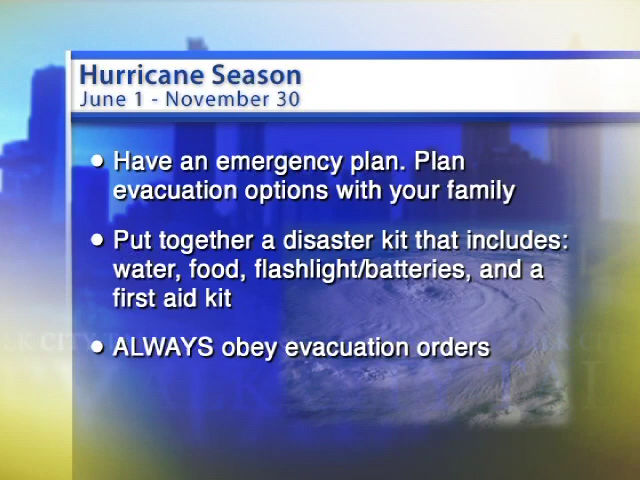 Hurricane Season
June 1 - November 30
• Have an emergency plan. Plan
evacuation options with your family
• Put together a disaster kit that includes:
water, food, flashlight/batteries, and a
first aid kit
• ALWAYS obey evacuation orders